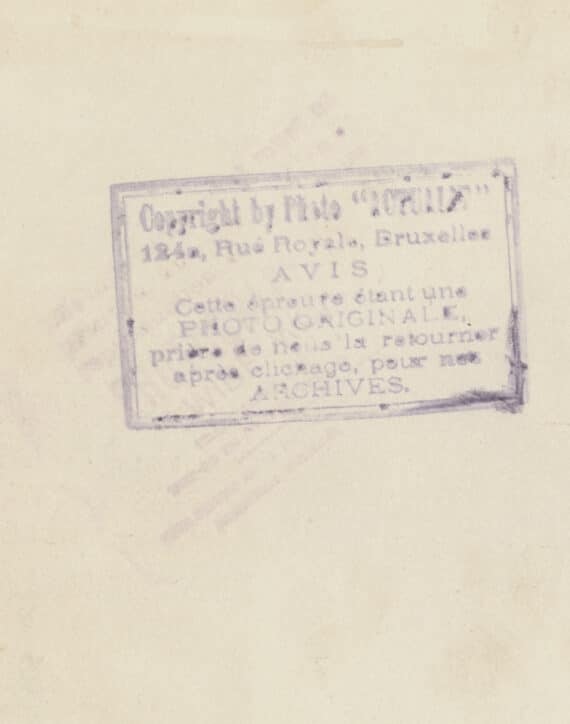 Copyright by Photo
124a, Rue Royale, Bruxelles
AVIS
Cette épreuve étant une
PHOTO ORIGINALE,
prière de nous la retourner
après clichage, pour nos
ARCHIVES.